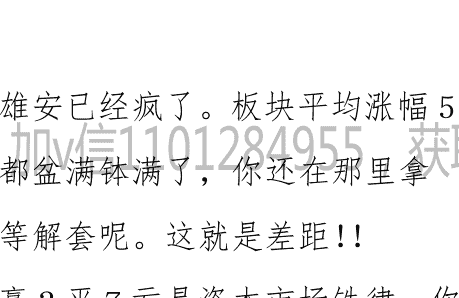 雄安已经疯了。板块平均涨幅 5
加v信1101284955 获取
都盆满钵满了，你还在那里拿
等解套呢。这就是差距!!